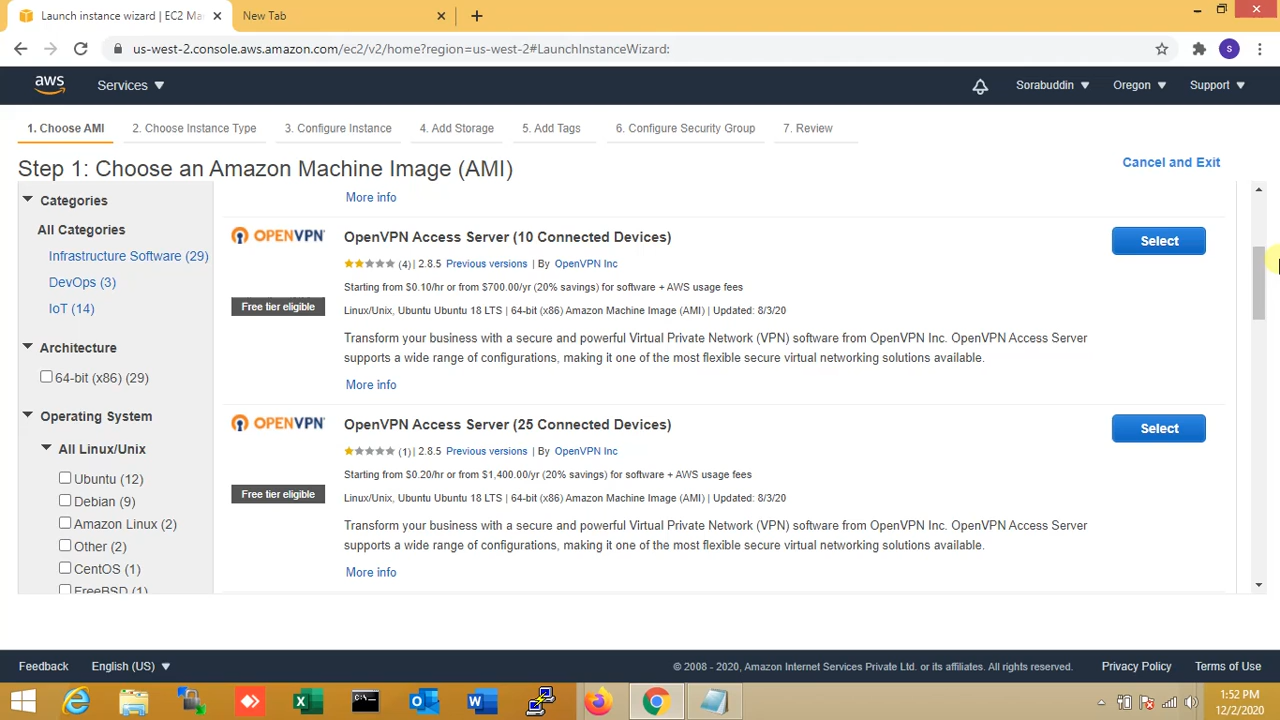 Launch instance wizard | EC2 Ma
New Tab
us-west-2.console.aws.amazon.com/ec2/v2/home?region=us-west-2#LaunchInstanceWizard:
S
aws
Services
Sorabuddin
Oregon
Support
1. Choose AMI
2. Choose Instance Type
3. Configure Instance
4. Add Storage
5. Add Tags
6. Configure Security Group
7. Review
Step 1: Choose an Amazon Machine Image (AMI)
Cancel and Exit
Categories
All Categories
Infrastructure Software (29)
DevOps (3)
IoT (14)
Architecture
64-bit (x86) (29)
Operating System
All Linux/Unix
Ubuntu (12)
Debian (9)
Amazon Linux (2)
Other (2)
CentOS (1)
FreeBSD (1)
More info
OPENVPN
Free tier eligible
OpenVPN Access Server (10 Connected Devices)
(4) | 2.8.5 Previous versions | By OpenVPN Inc
Starting from $0.10/hr or from $700.00/yr (20% savings) for software + AWS usage fees
Linux/Unix, Ubuntu Ubuntu 18 LTS | 64-bit (x86) Amazon Machine Image (AMI) | Updated: 8/3/20
Transform your business with a secure and powerful Virtual Private Network (VPN) software from OpenVPN Inc. OpenVPN Access Server
supports a wide range of configurations, making it one of the most flexible secure virtual networking solutions available.
More info
Select
OPENVPN
Free tier eligible
OpenVPN Access Server (25 Connected Devices)
(1) | 2.8.5 Previous versions | By OpenVPN Inc
Starting from $0.20/hr or from $1,400.00/yr (20% savings) for software + AWS usage fees
Linux/Unix, Ubuntu Ubuntu 18 LTS | 64-bit (x86) Amazon Machine Image (AMI) | Updated: 8/3/20
Transform your business with a secure and powerful Virtual Private Network (VPN) software from OpenVPN Inc. OpenVPN Access Server
supports a wide range of configurations, making it one of the most flexible secure virtual networking solutions available.
More info
Select
Feedback
English (US)
© 2008 - 2020, Amazon Internet Services Private Ltd. or its affiliates. All rights reserved.
Privacy Policy
Terms of Use
1:52 PM
12/2/2020